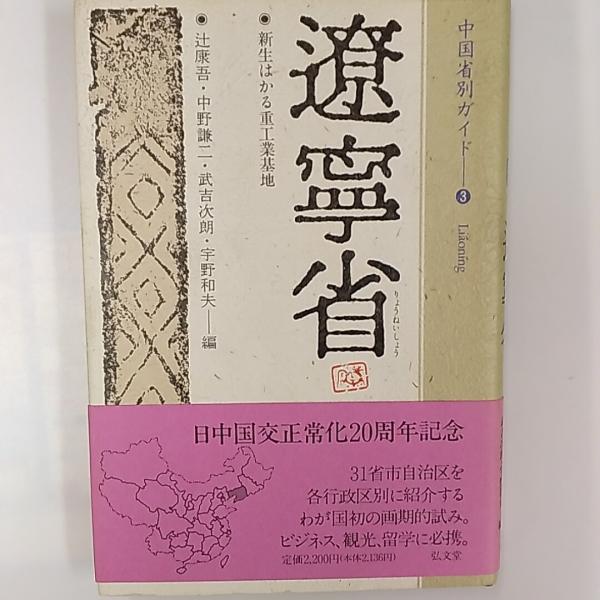 中国省別ガイド——❸
Liáoníng
遼寧省
りょうねいしょう
●新生はかる重工業基地
●辻康吾・中野謙二・武吉次朗・宇野和夫——編
日中国交正常化20周年記念
31省市自治区を
各行政区別に紹介する
わが国初の画期的試み。
ビジネス、観光、留学に必携。
定価2,200円(本体2,136円)
弘文堂